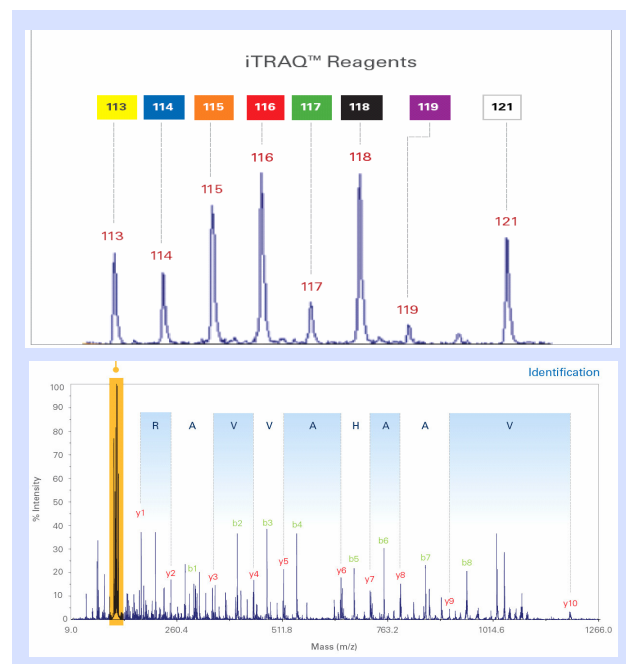 iTRAQ™ Reagents
113 114 115 116 117 118 119 121
116 118
115
121
113
114
117
119
Identification
100
90
80
70
60
50
40
30
20
10
0
% Intensity
R A V V A H A A V
y1
b2 b3 b4
b6
y2 b1 y3 y4 y5 y6 b5 y7 y8 b7 b8
y9 y10
9.0 260.4 511.8 763.2 1014.6 1266.0
Mass (m/z)